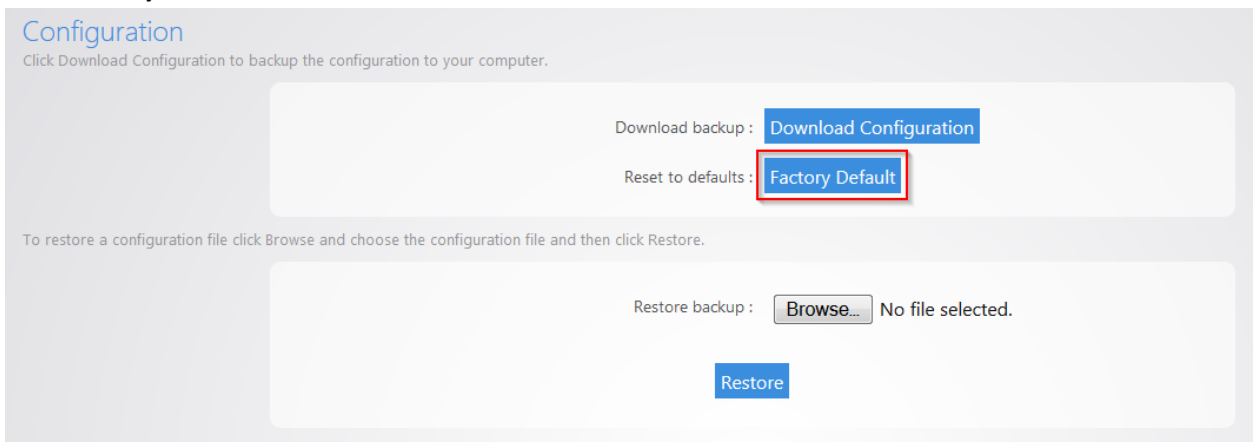 Configuration
Click Download Configuration to backup the configuration to your computer.
Download backup : Download Configuration
Reset to defaults : Factory Default
To restore a configuration file click Browse and choose the configuration file and then click Restore.
Restore backup : Browse... No file selected.
Restore